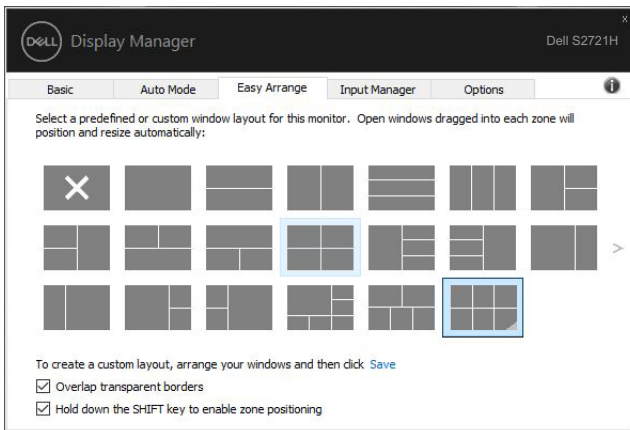 x
DELL Display Manager
Dell S2721H
Basic Auto Mode Easy Arrange Input Manager Options i
Select a predefined or custom window layout for this monitor. Open windows dragged into each zone will
position and resize automatically:
>
To create a custom layout, arrange your windows and then click Save
Overlap transparent borders
Hold down the SHIFT key to enable zone positioning